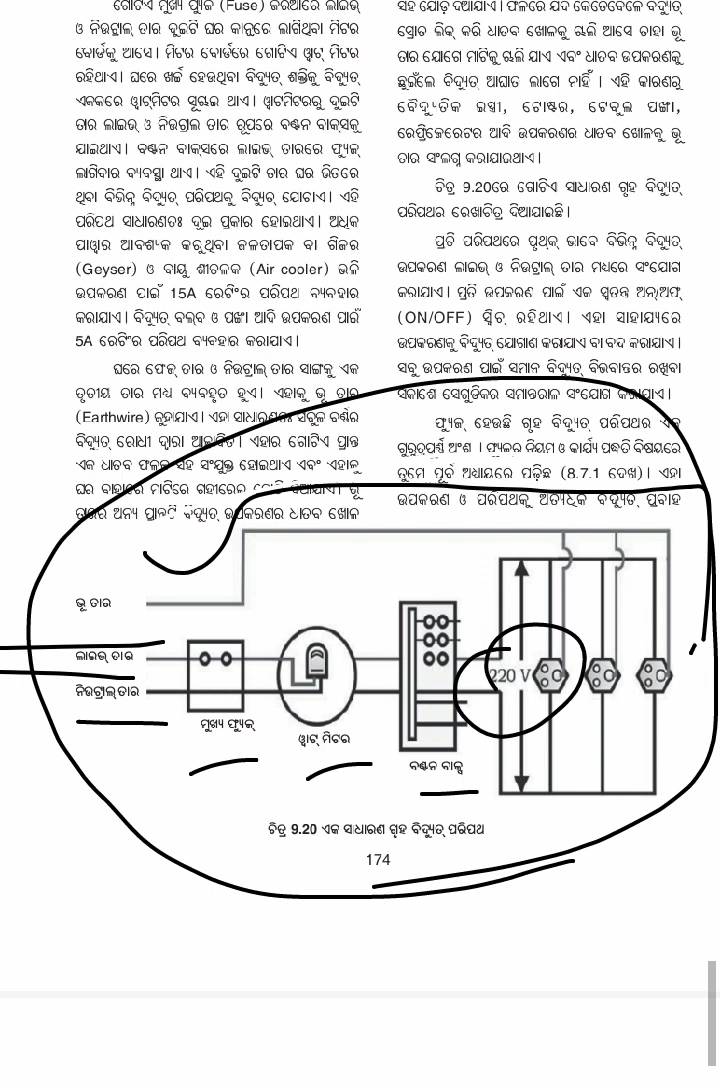 ଗୋଟିଏ ମୁଖ୍ୟ ଫ୍ୟୁଜ (Fuse) ଜରିଆରେ ଲାଇଭ୍
ଓ ନିଉଟ୍ରାଲ୍ ତାର ଦୁଇଟି ଘର କାନ୍ଥରେ ଲାଗିଥିବା ମିଟର
ବୋର୍ଡକୁ ଆସେ। ମିଟର ବୋର୍ଡରେ ଗୋଟିଏ ୱାଟ୍ ମିଟର
ରହିଥାଏ। ଘରେ ଖର୍ଚ୍ଚ ହେଉଥିବା ବିଦ୍ୟୁତ୍ ଶକ୍ତିକୁ ବିଦ୍ୟୁତ୍
ଏକକରେ ୱାଟ୍‌ମିଟର ସୂଚାଇ ଥାଏ। ୱାଟମିଟରରୁ ଦୁଇଟି
ତାର ଲାଇଭ୍ ଓ ନିଉଟ୍ରାଲ ତାର ରୂପରେ ବଣ୍ଟନ ବାକ୍ସକୁ
ଯାଇଥାଏ। ବଣ୍ଟନ ବାକ୍ସରେ ଲାଇଭ୍ ତାରରେ ଫ୍ୟୁଜ୍
ଲାଗିବାର ବ୍ୟବସ୍ଥା ଥାଏ। ଏହି ଦୁଇଟି ତାର ଘର ଭିତରେ
ଥିବା ବିଭିନ୍ନ ବିଦ୍ୟୁତ୍ ପରିପଥକୁ ବିଦ୍ୟୁତ୍ ଯୋଗାଏ। ଏହି
ପରିପଥ ସାଧାରଣତଃ ଦୁଇ ପ୍ରକାର ହୋଇଥାଏ। ଅଧିକ
ପାୱାର ଆବଶ୍ୟକ କରୁଥିବା ଜଳତାପକ ବା ଗିଜର
(Geyser) ଓ ବାୟୁ ଶୀତଳକ (Air cooler) ଭଳି
ଉପକରଣ ପାଇଁ 15A ରେଟିଂର ପରିପଥ ବ୍ୟବହାର
କରାଯାଏ। ବିଦ୍ୟୁତ୍ ବଲ୍‌ବ ଓ ପଙ୍ଖା ଆଦି ଉପକରଣ ପାଇଁ
5A ରେଟିଂର ପରିପଥ ବ୍ୟବହାର କରାଯାଏ।
ଘରେ ଫେଜ୍ ତାର ଓ ନିଉଟ୍ରାଲ୍ ତାର ସାଙ୍ଗକୁ ଏକ
ତୃତୀୟ ତାର ମଧ୍ୟ ବ୍ୟବହୃତ ହୁଏ। ଏହାକୁ ଭୂ ତାର
(Earthwire) କୁହାଯାଏ। ଏହା ସାଧାରଣତଃ ସବୁଜ ବର୍ଣ୍ଣର
ବିଦ୍ୟୁତ୍ ରୋଧୀ ଦ୍ୱାରା ଆଚ୍ଛାଦିତ। ଏହାର ଗୋଟିଏ ପ୍ରାନ୍ତ
ଏକ ଧାତବ ଫଳକ ସହ ସଂଯୁକ୍ତ ହୋଇଥାଏ ଏବଂ ଏହାକୁ
ଘର ବାହାରେ ମାଟିରେ ଗଭୀରରେ ପୋତି ଦିଆଯାଏ। ଭୂ
ତାରର ଅନ୍ୟ ପ୍ରାନ୍ତଟି ବିଦ୍ୟୁତ୍ ଉପକରଣର ଧାତବ ଖୋଳ
ସହ ଯୋଡ଼ି ଦିଆଯାଏ। ଫଳରେ ଯଦି କେତେବେଳେ ବିଦ୍ୟୁତ୍
ସ୍ରୋତ ଲିକ୍ କରି ଧାତବ ଖୋଳକୁ ଚାଲି ଆସେ ତାହା ଭୂ
ତାର ଯୋଗେ ମାଟିକୁ ଚାଲି ଯାଏ ଏବଂ ଧାତବ ଉପକରଣକୁ
ଛୁଇଁଲେ ବିଦ୍ୟୁତ୍ ଆଘାତ ଲାଗେ ନାହିଁ। ଏହି କାରଣରୁ
ବୈଦ୍ୟୁତିକ ଇସ୍ତ୍ରୀ, ଟୋଷ୍ଟର, ଟେବୁଲ ପଙ୍ଖା,
ରେଫ୍ରିଜେରେଟର ଆଦି ଉପକରଣର ଧାତବ ଖୋଳକୁ ଭୂ
ତାର ସଂଲଗ୍ନ କରାଯାଇଥାଏ।
ଚିତ୍ର 9.20ରେ ଗୋଟିଏ ସାଧାରଣ ଗୃହ ବିଦ୍ୟୁତ୍
ପରିପଥର ରେଖାଚିତ୍ର ଦିଆଯାଇଛି।
ପ୍ରତି ପରିପଥରେ ପୃଥକ୍ ଭାବେ ବିଭିନ୍ନ ବିଦ୍ୟୁତ୍
ଉପକରଣ ଲାଇଭ୍ ଓ ନିଉଟ୍ରାଲ୍ ତାର ମଧ୍ୟରେ ସଂଯୋଗ
କରାଯାଏ। ପ୍ରତି ଉପକରଣ ପାଇଁ ଏକ ସ୍ୱତନ୍ତ୍ର ଅନ୍/ଅଫ୍
(ON/OFF) ସ୍ୱିଚ୍ ରହିଥାଏ। ଏହା ସାହାଯ୍ୟରେ
ଉପକରଣକୁ ବିଦ୍ୟୁତ୍ ଯୋଗାଣ କରାଯାଏ ବା ବନ୍ଦ କରାଯାଏ।
ସବୁ ଉପକରଣ ପାଇଁ ସମାନ ବିଦ୍ୟୁତ୍ ବିଭବାନ୍ତର ରଖିବା
ସକାଶେ ସେଗୁଡିକର ସମାନ୍ତରାଳ ସଂଯୋଗ କରାଯାଏ।
ଫ୍ୟୁଜ୍ ହେଉଛି ଗୃହ ବିଦ୍ୟୁତ୍ ପରିପଥର ଏକ
ଗୁରୁତ୍ୱପୂର୍ଣ୍ଣ ଅଂଶ । ଫ୍ୟୁଜର ନିୟମ ଓ କାର୍ଯ୍ୟ ପଦ୍ଧତି ବିଷୟରେ
ତୁମେ ପୂର୍ବ ଅଧ୍ୟାୟରେ ପଢ଼ିଛ (8.7.1 ଦେଖ)। ଏହା
ଉପକରଣ ଓ ପରିପଥକୁ ଅତ୍ୟଧିକ ବିଦ୍ୟୁତ୍ ପ୍ରବାହ
ଭୂ ତାର
ଲାଇଭ୍ ତାର
220 V
ନିଉଟ୍ରାଲ୍ ତାର
ମୁଖ୍ୟ ଫ୍ୟୁଜ୍
ୱାଟ୍ ମିଟର
ବଣ୍ଟନ ବାକ୍ସ
ଚିତ୍ର 9.20 ଏକ ସାଧାରଣ ଗୃହ ବିଦ୍ୟୁତ୍ ପରିପଥ
174